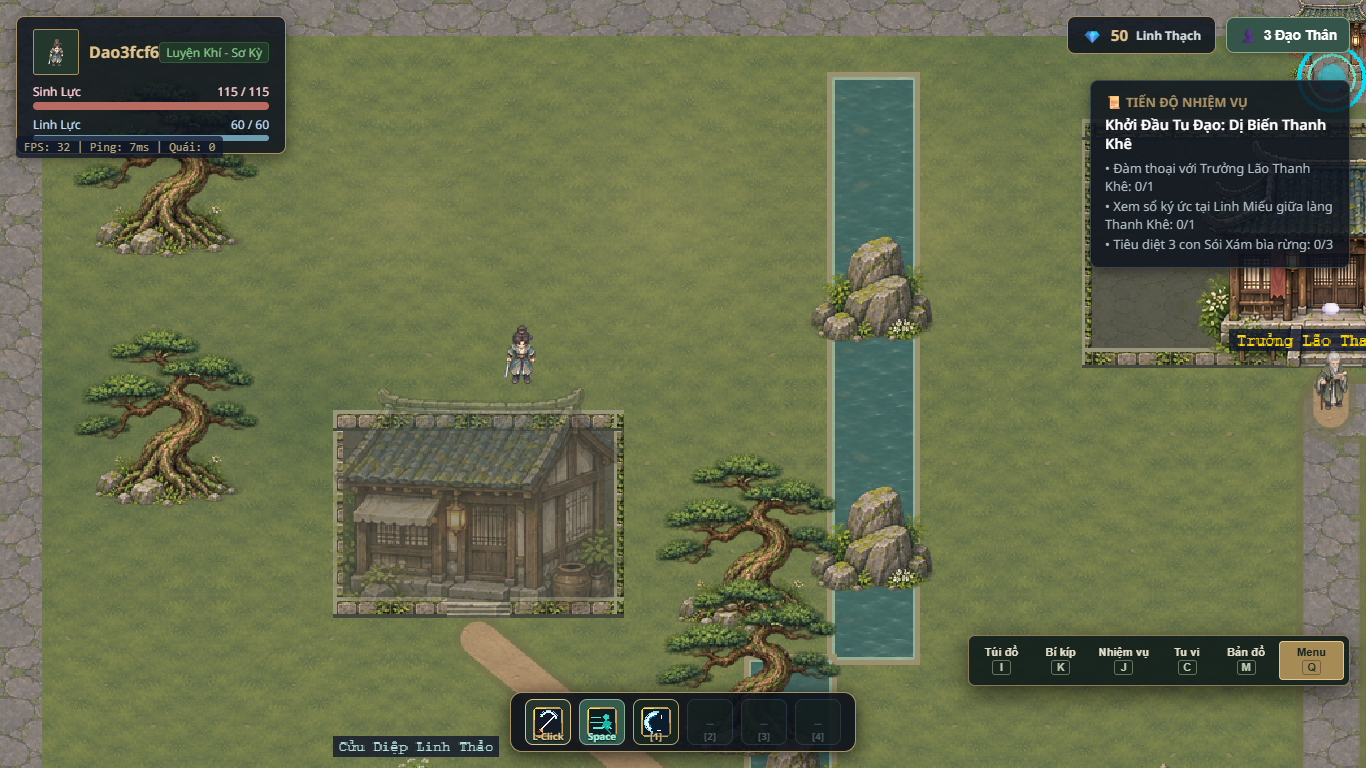 Dao3fcf6 Luyện Khí - Sơ Kỳ
Sinh Lực 115 / 115
Linh Lực 60 / 60
FPS: 32 | Ping: 7ms | Quái: 0
50 Linh Thạch
3 Đạo Thân
TIẾN ĐỘ NHIỆM VỤ
Khởi Đầu Tu Đạo: Dị Biến Thanh
Khê
• Đàm thoại với Trưởng Lão Thanh
Khê: 0/1
• Xem số ký ức tại Linh Miếu giữa làng
Thanh Khê: 0/1
• Tiêu diệt 3 con Sói Xám bìa rừng: 0/3
Trưởng Lão Tha
Túi đồ Bí kíp Nhiệm vụ Tu vi Bản đồ Menu
I K J C M Q
L-Click Space [1] [2] [3] [4]
Cửu Diệp Linh Thảo